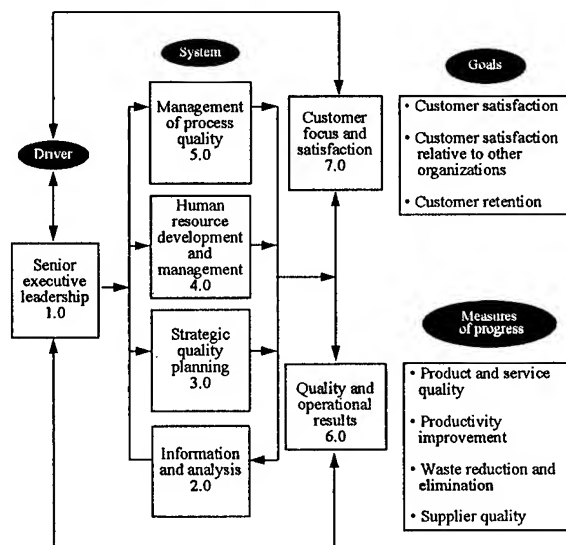 System
Management
of process
quality
5.0
Human
resource
development and
management
4.0
Strategic
quality
planning
3.0
Information
and analysis
2.0
Driver
Senior
executive
leadership
1.0
Customer
focus and
satisfaction
7.0
Quality and
operational
results
6.0
Goals
• Customer satisfaction
• Customer satisfaction
relative to other
organizations
• Customer retention
Measures
of progress
• Product and service
quality
• Productivity
improvement
• Waste reduction and
elimination
• Supplier quality